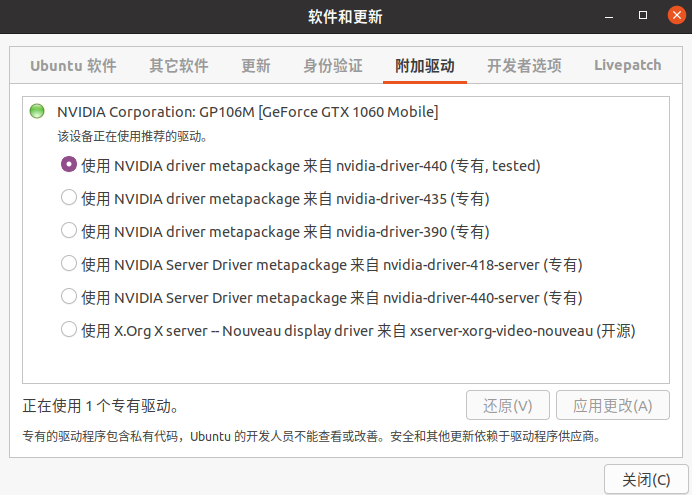 软件和更新
Ubuntu 软件 其它软件 更新 身份验证 附加驱动 开发者选项 Livepatch
NVIDIA Corporation: GP106M [GeForce GTX 1060 Mobile]
该设备正在使用推荐的驱动。
使用 NVIDIA driver metapackage 来自 nvidia-driver-440 (专有, tested)
使用 NVIDIA driver metapackage 来自 nvidia-driver-435 (专有)
使用 NVIDIA driver metapackage 来自 nvidia-driver-390 (专有)
使用 NVIDIA Server Driver metapackage 来自 nvidia-driver-418-server (专有)
使用 NVIDIA Server Driver metapackage 来自 nvidia-driver-440-server (专有)
使用 X.Org X server -- Nouveau display driver 来自 xserver-xorg-video-nouveau (开源)
正在使用 1 个专有驱动。 还原(V) 应用更改(A)
专有的驱动程序包含私有代码，Ubuntu 的开发人员不能查看或改善。安全和其他更新依赖于驱动程序供应商。
关闭(C)